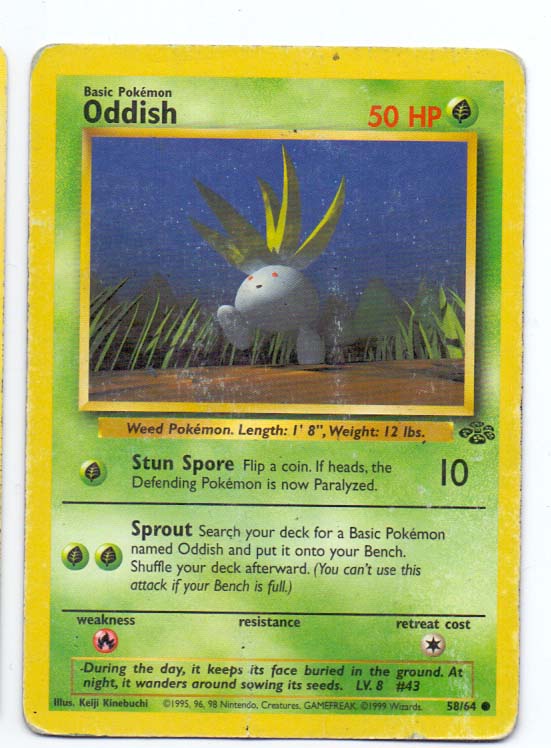 Basic Pokémon
Oddish 50 HP
Weed Pokémon. Length: 1' 8", Weight: 12 lbs.
Stun Spore Flip a coin. If heads, the
Defending Pokémon is now Paralyzed.
10
Sprout Search your deck for a Basic Pokémon
named Oddish and put it onto your Bench.
Shuffle your deck afterward. (You can't use this
attack if your Bench is full.)
weakness resistance retreat cost
During the day, it keeps its face buried in the ground. At
night, it wanders around sowing its seeds. LV. 8 #43
Illus. Keiji Kinebuchi ©1995, 96, 98 Nintendo, Creatures, GAMEFREAK. ©1999 Wizards. 58/64